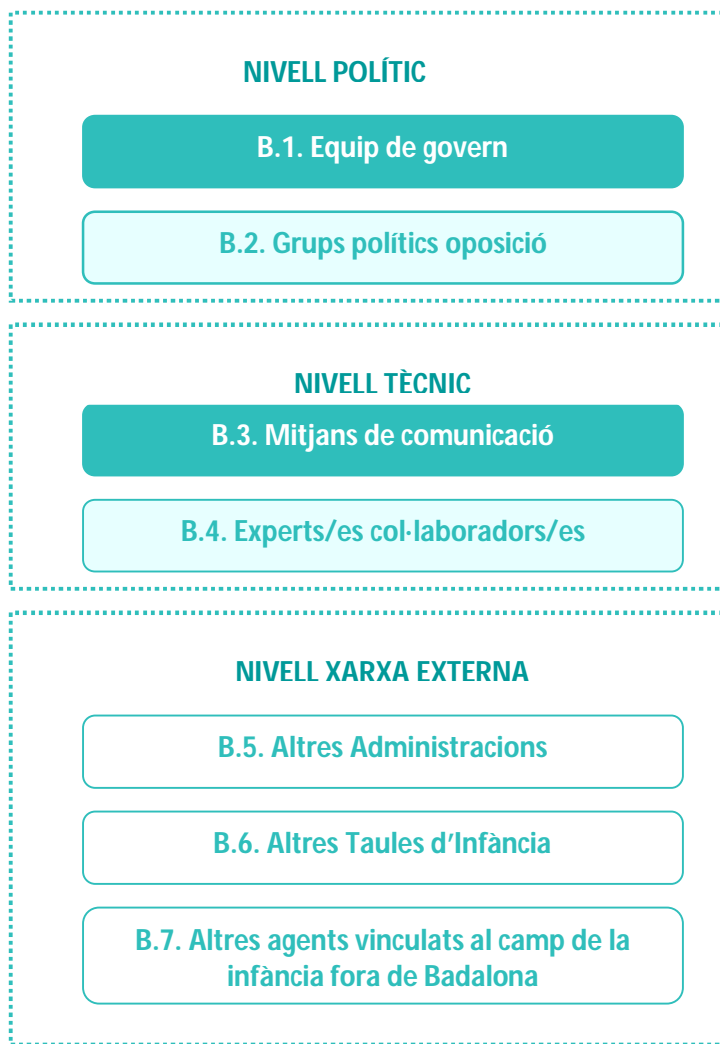 NIVELL POLÍTIC
B.1. Equip de govern
B.2. Grups polítics oposició
NIVELL TÈCNIC
B.3. Mitjans de comunicació
B.4. Experts/es col·laboradors/es
NIVELL XARXA EXTERNA
B.5. Altres Administracions
B.6. Altres Taules d'Infància
B.7. Altres agents vinculats al camp de la
infància fora de Badalona